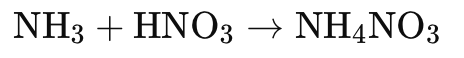 NH₃ + HNO₃ → NH₄NO₃